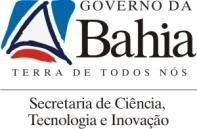 GOVERNO DA
Bahia
TERRA DE TODOS NÓS
Secretaria de Ciência,
Tecnologia e Inovação